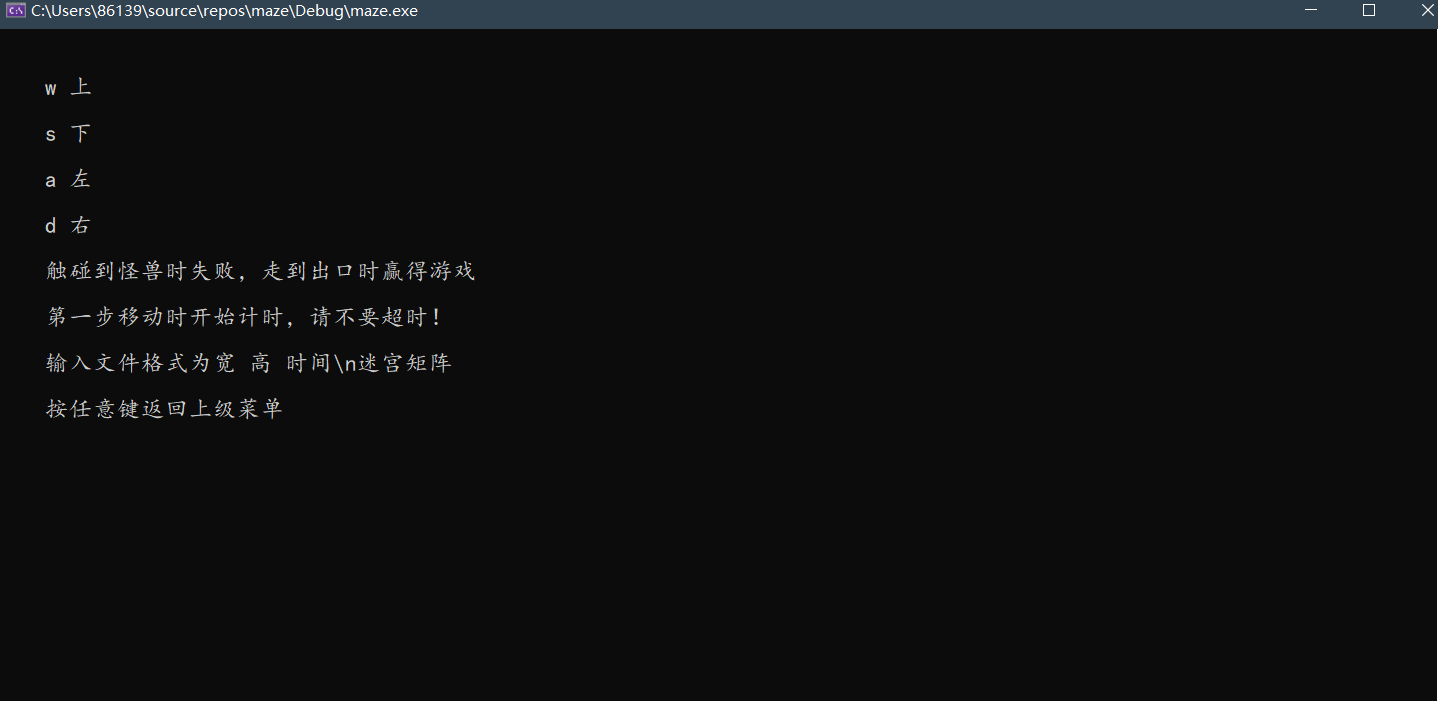 C:\Users\86139\source\repos\maze\Debug\maze.exe
w 上
s 下
a 左
d 右
触碰到怪兽时失败，走到出口时赢得游戏
第一步移动时开始计时，请不要超时！
输入文件格式为宽 高 时间\n迷宫矩阵
按任意键返回上级菜单